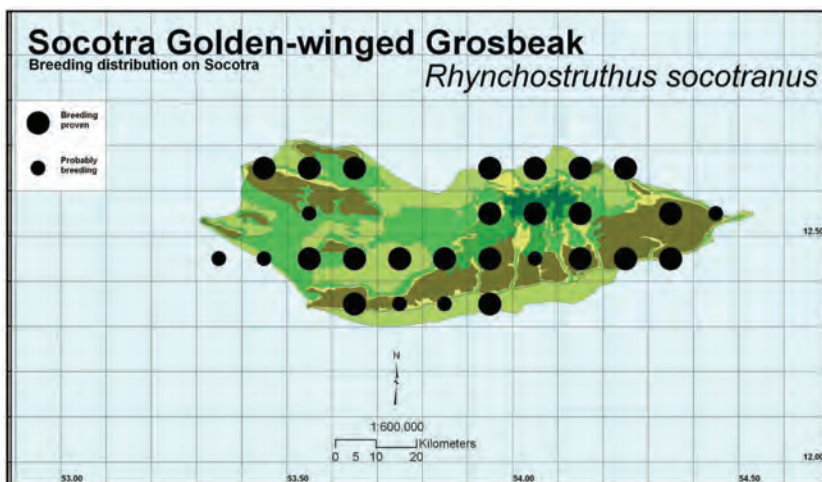 Socotra Golden-winged Grosbeak
Breeding distribution on Socotra
Rhynchostruthus socotranus
Breeding
proven
Probably
breeding
12.50
N
1:600,000
Kilometers
0 5 10 20
12.00
53.00 53.50 54.00 54.50